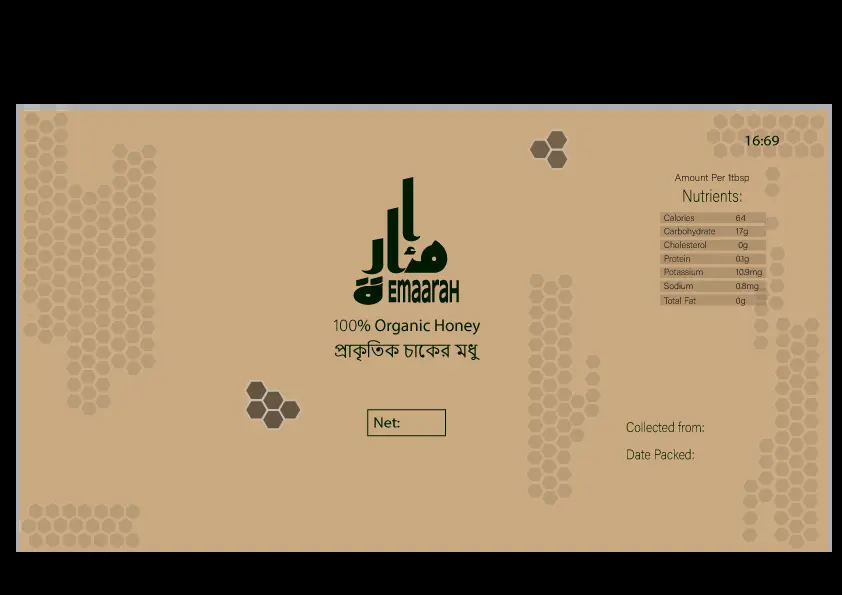 منارة
EMAARAH
100% Organic Honey
প্রাকৃতিক চাকের মধু
Net:
16:69
Amount Per 1tbsp
Nutrients:
Calories 64
Carbohydrate 17g
Cholesterol 0g
Protein 0.1g
Potassium 10.9mg
Sodium 0.8mg
Total Fat 0g
Collected from:
Date Packed: